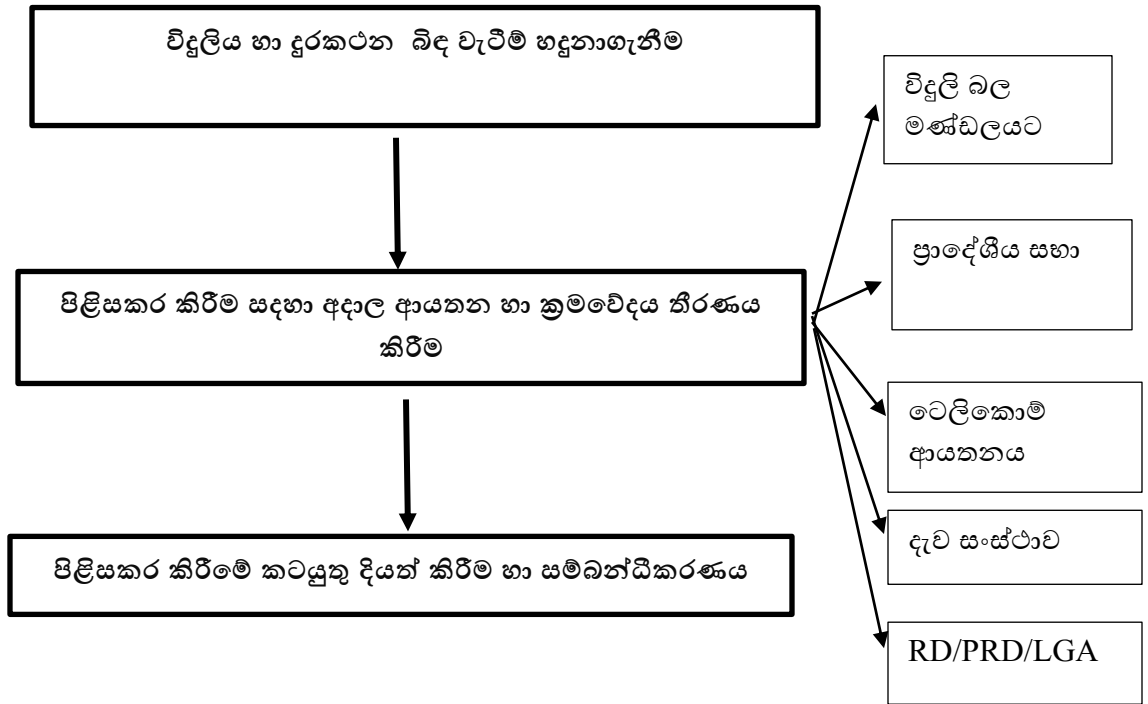 විදුලිය හා දුරකථන බිඳ වැටීම් හඳුනාගැනීම
විදුලි බල
මණ්ඩලයට
ප්‍රාදේශීය සභා
පිළිසකර කිරීම සදහා අදාල ආයතන හා ක්‍රමවේදය තීරණය
කිරීම
ටෙලිකොම්
ආයතනය
දැව සංස්ථාව
පිළිසකර කිරීමේ කටයුතු දියත් කිරීම හා සම්බන්ධීකරණය
RD/PRD/LGA